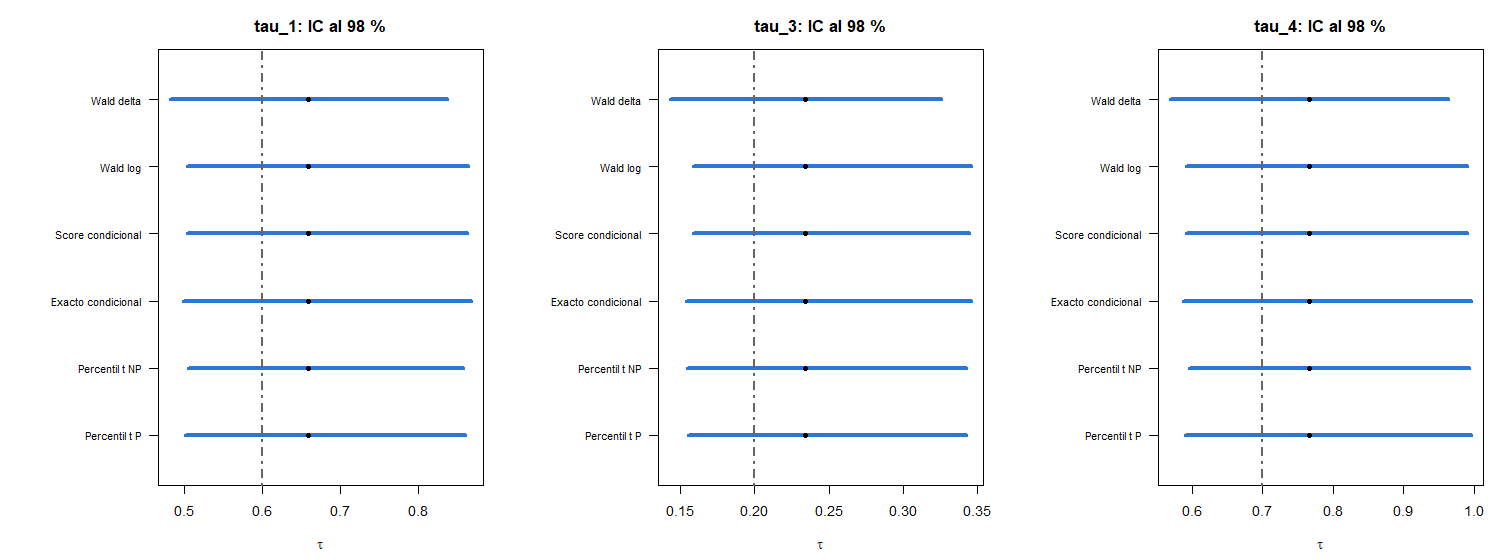 tau_1: IC al 98 %
Wald delta
Wald log
Score condicional
Exacto condicional
Percentil t NP
Percentil t P
0.5 0.6 0.7 0.8
τ
tau_3: IC al 98 %
Wald delta
Wald log
Score condicional
Exacto condicional
Percentil t NP
Percentil t P
0.15 0.20 0.25 0.30 0.35
τ
tau_4: IC al 98 %
Wald delta
Wald log
Score condicional
Exacto condicional
Percentil t NP
Percentil t P
0.6 0.7 0.8 0.9 1.0
τ